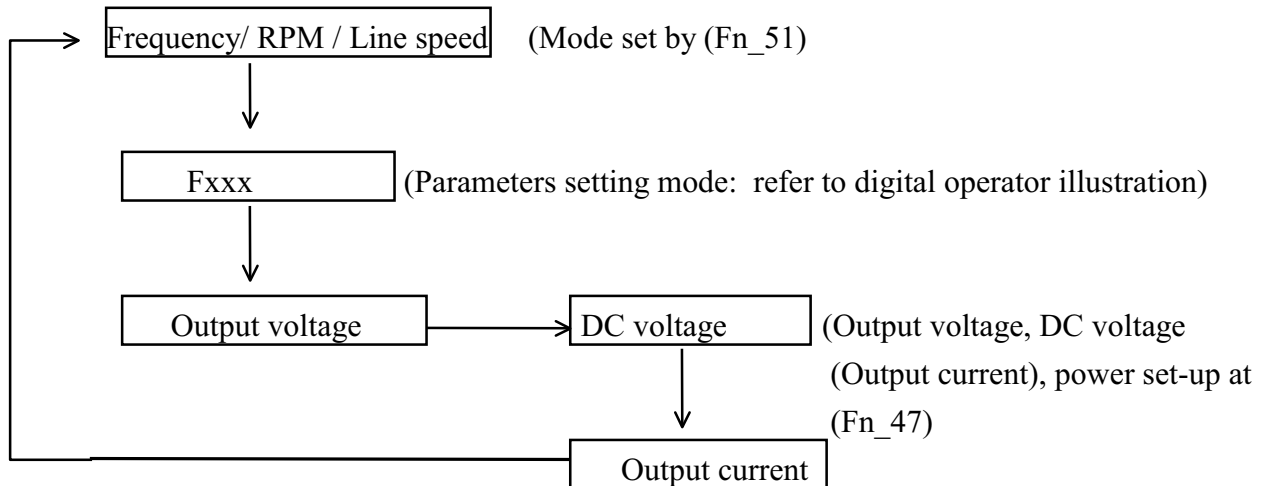 Frequency/ RPM / Line speed (Mode set by (Fn_51)
Fxxx (Parameters setting mode: refer to digital operator illustration)
Output voltage DC voltage (Output voltage, DC voltage
(Output current), power set-up at
(Fn_47)
Output current